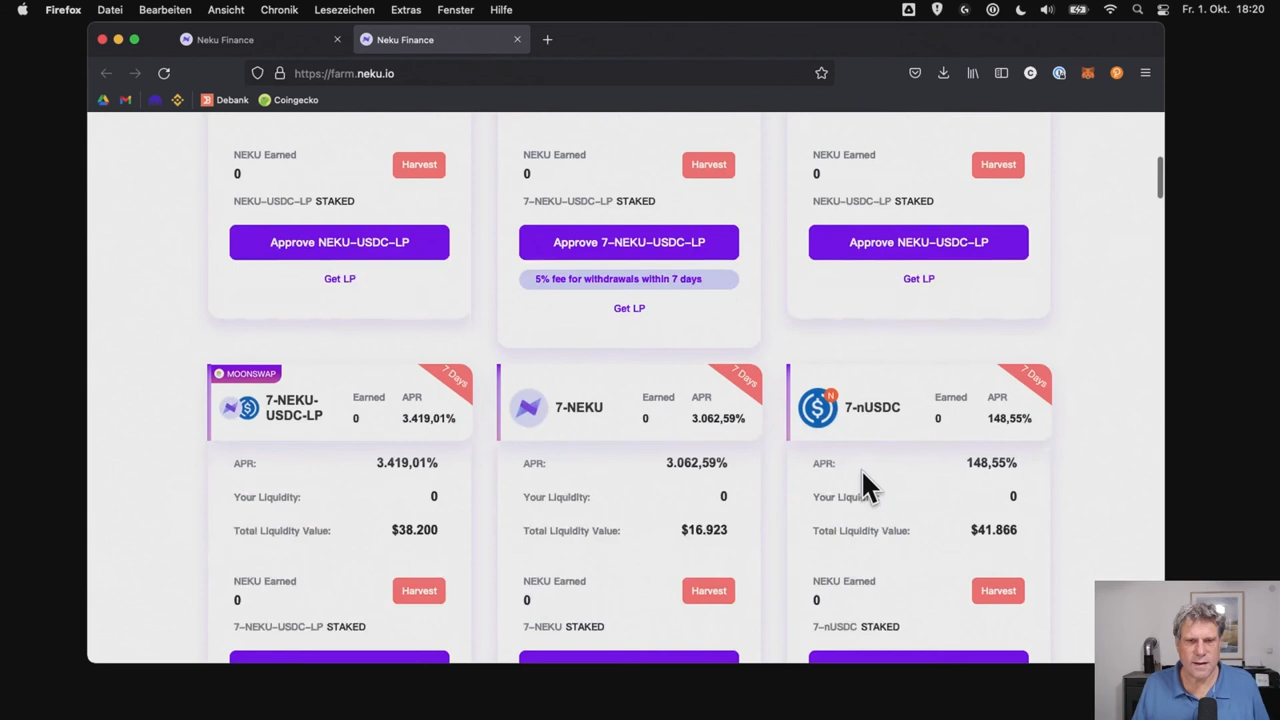 Firefox Datei Bearbeiten Ansicht Chronik Lesezeichen Extras Fenster Hilfe Fr. 1. Okt. 18:20
Neku Finance Neku Finance
https://farm.neku.io
Debank Coingecko
NEKU Earned
0
Harvest
NEKU-USDC-LP STAKED
Approve NEKU-USDC-LP
Get LP
NEKU Earned
0
Harvest
7-NEKU-USDC-LP STAKED
Approve 7-NEKU-USDC-LP
5% fee for withdrawals within 7 days
Get LP
NEKU Earned
0
Harvest
NEKU-USDC-LP STAKED
Approve NEKU-USDC-LP
Get LP
MOONSWAP
7 Days
7-NEKU-
USDC-LP
Earned APR
0 3.419,01%
APR: 3.419,01%
Your Liquidity: 0
Total Liquidity Value: $38.200
NEKU Earned
0
Harvest
7-NEKU-USDC-LP STAKED
7 Days
7-NEKU
Earned APR
0 3.062,59%
APR: 3.062,59%
Your Liquidity: 0
Total Liquidity Value: $16.923
NEKU Earned
0
Harvest
7-NEKU STAKED
7 Days
N
7-nUSDC
Earned APR
0 148,55%
APR: 148,55%
Your Liquidity: 0
Total Liquidity Value: $41.866
NEKU Earned
0
Harvest
7-nUSDC STAKED